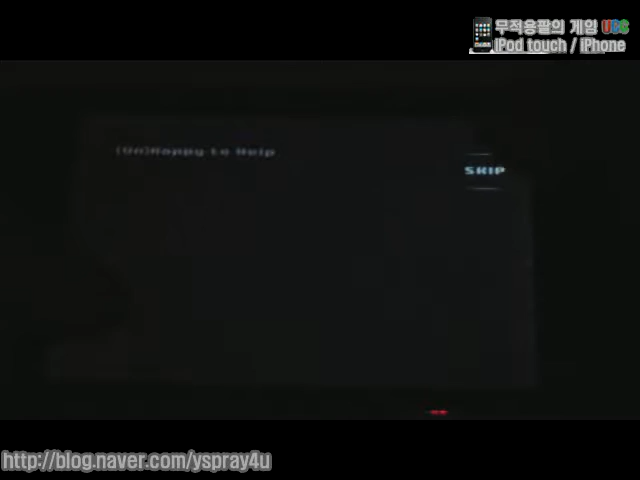 무적용팔의 게임 UCC
iPod touch / iPhone
(Un)Happy to Help
SKIP
http://blog.naver.com/yspray4u